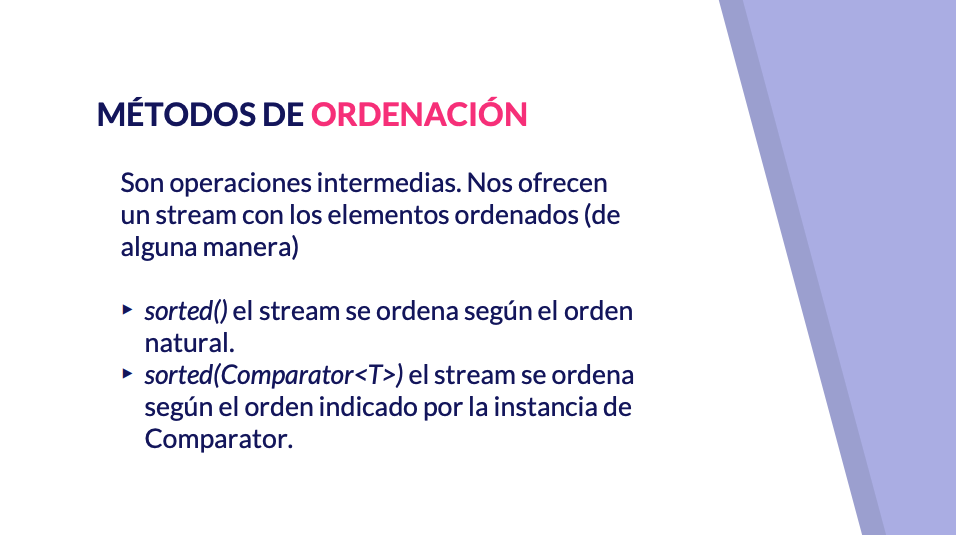 MÉTODOS DE ORDENACIÓN
Son operaciones intermedias. Nos ofrecen
un stream con los elementos ordenados (de
alguna manera)
▸ sorted() el stream se ordena según el orden
natural.
▸ sorted(Comparator<T>) el stream se ordena
según el orden indicado por la instancia de
Comparator.